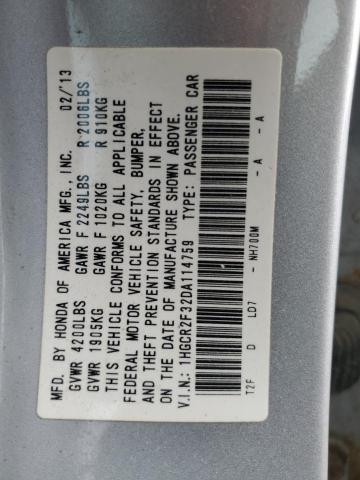 MFD. BY HONDA OF AMERICA MFG. INC. 02/'13
GVWR 4200LBS GAWR F 2249LBS R 2006LBS
GVWR 1905KG GAWR F 1020KG R 910KG
THIS VEHICLE CONFORMS TO ALL APPLICABLE
FEDERAL MOTOR VEHICLE SAFETY, BUMPER,
AND THEFT PREVENTION STANDARDS IN EFFECT
ON THE DATE OF MANUFACTURE SHOWN ABOVE.
V.I.N.: 1HGCR2F32DA114759 TYPE: PASSENGER CAR
T2F D LD7 - NH700M - A - A